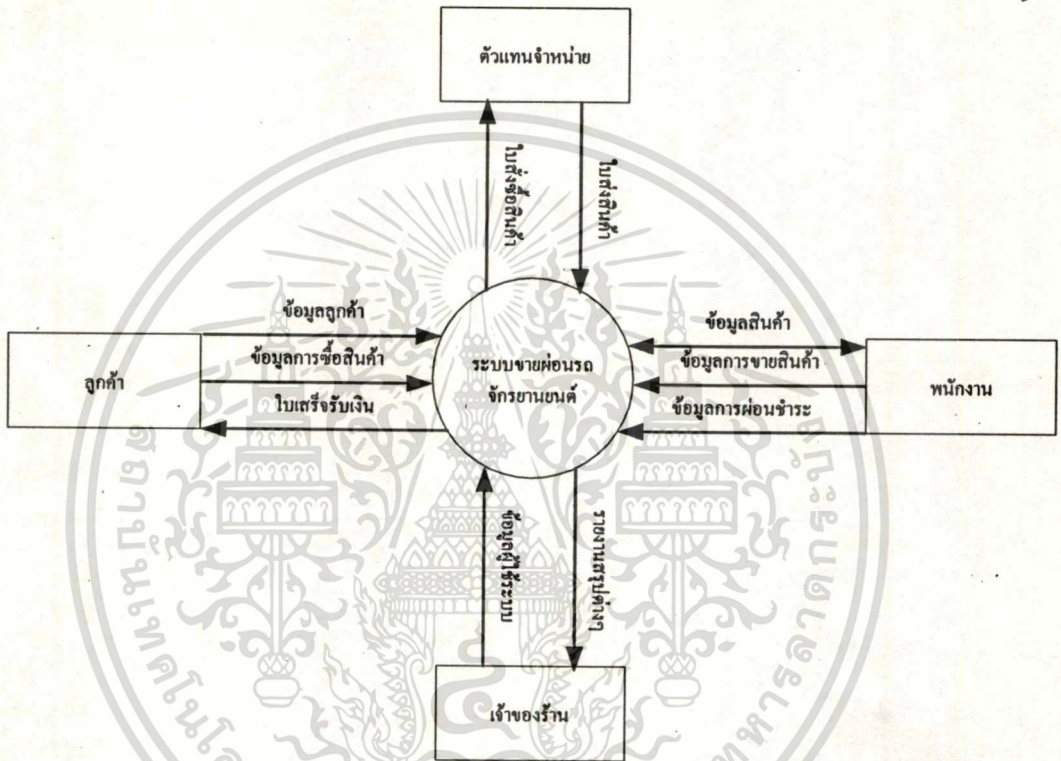 ตัวแทนจำหน่าย
ใบสั่งซื้อสินค้า
ใบส่งสินค้า
ข้อมูลลูกค้า
ข้อมูลการซื้อสินค้า
ใบเสร็จรับเงิน
ลูกค้า
ระบบขายผ่อนรถ
จักรยานยนต์
ข้อมูลสินค้า
ข้อมูลการขายสินค้า
ข้อมูลการผ่อนชำระ
พนักงาน
ข้อมูลผู้ใช้ระบบ
รายงานสรุปต่างๆ
เจ้าของร้าน